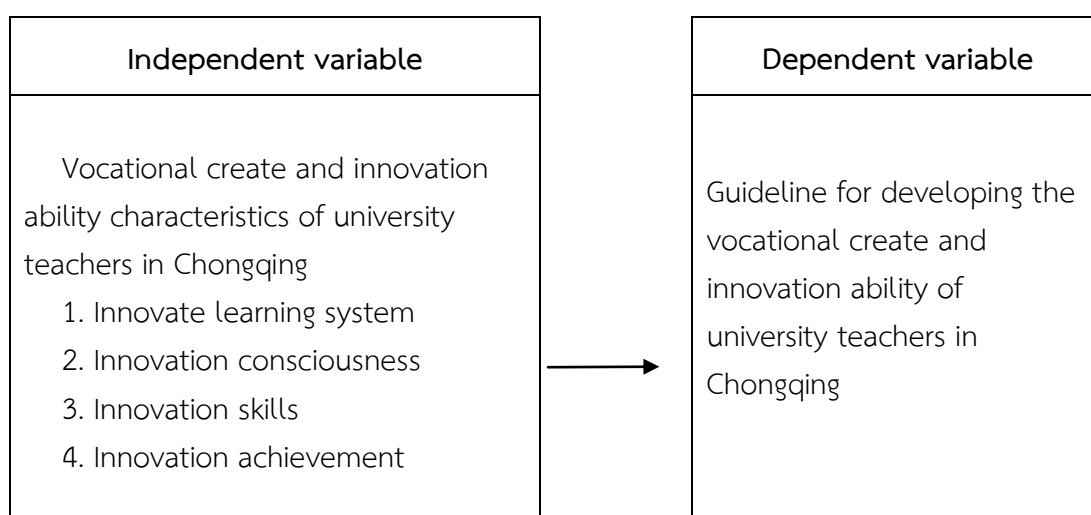 Independent variable
Vocational create and innovation
ability characteristics of university
teachers in Chongqing
1. Innovate learning system
2. Innovation consciousness
3. Innovation skills
4. Innovation achievement
Dependent variable
Guideline for developing the
vocational create and
innovation ability of
university teachers in
Chongqing